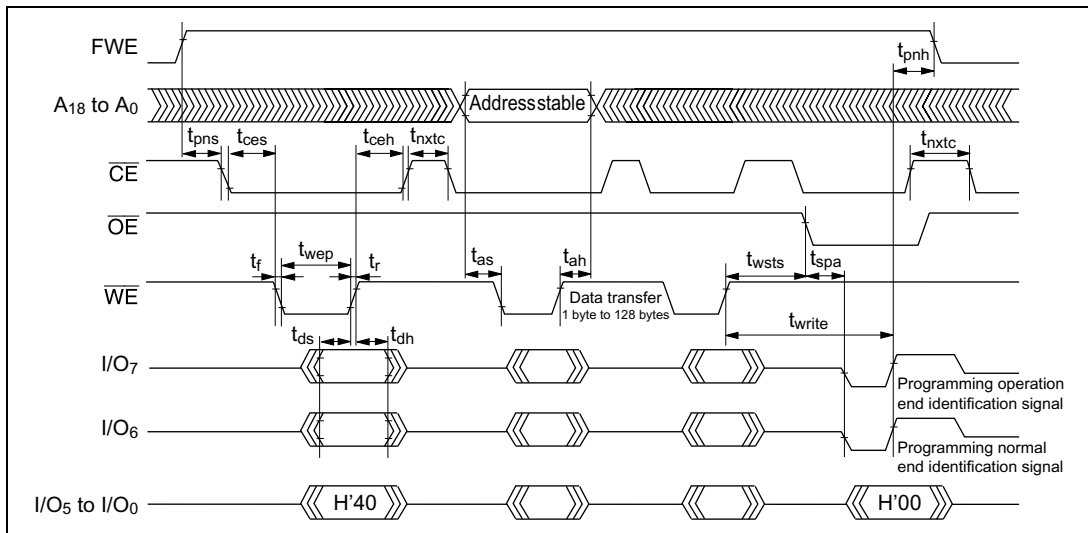 FWE
tpnh
A18 to A0
Addressstable
tpns
tces
tceh
tnxtc
tnxtc
CE
OE
tf
twep
tr
tas
tah
twsts
tspa
WE
Data transfer
1 byte to 128 bytes
twrite
tds
tdh
I/O7
Programming operation
end identification signal
I/O6
Programming normal
end identification signal
I/O5 to I/O0
H'40
H'00